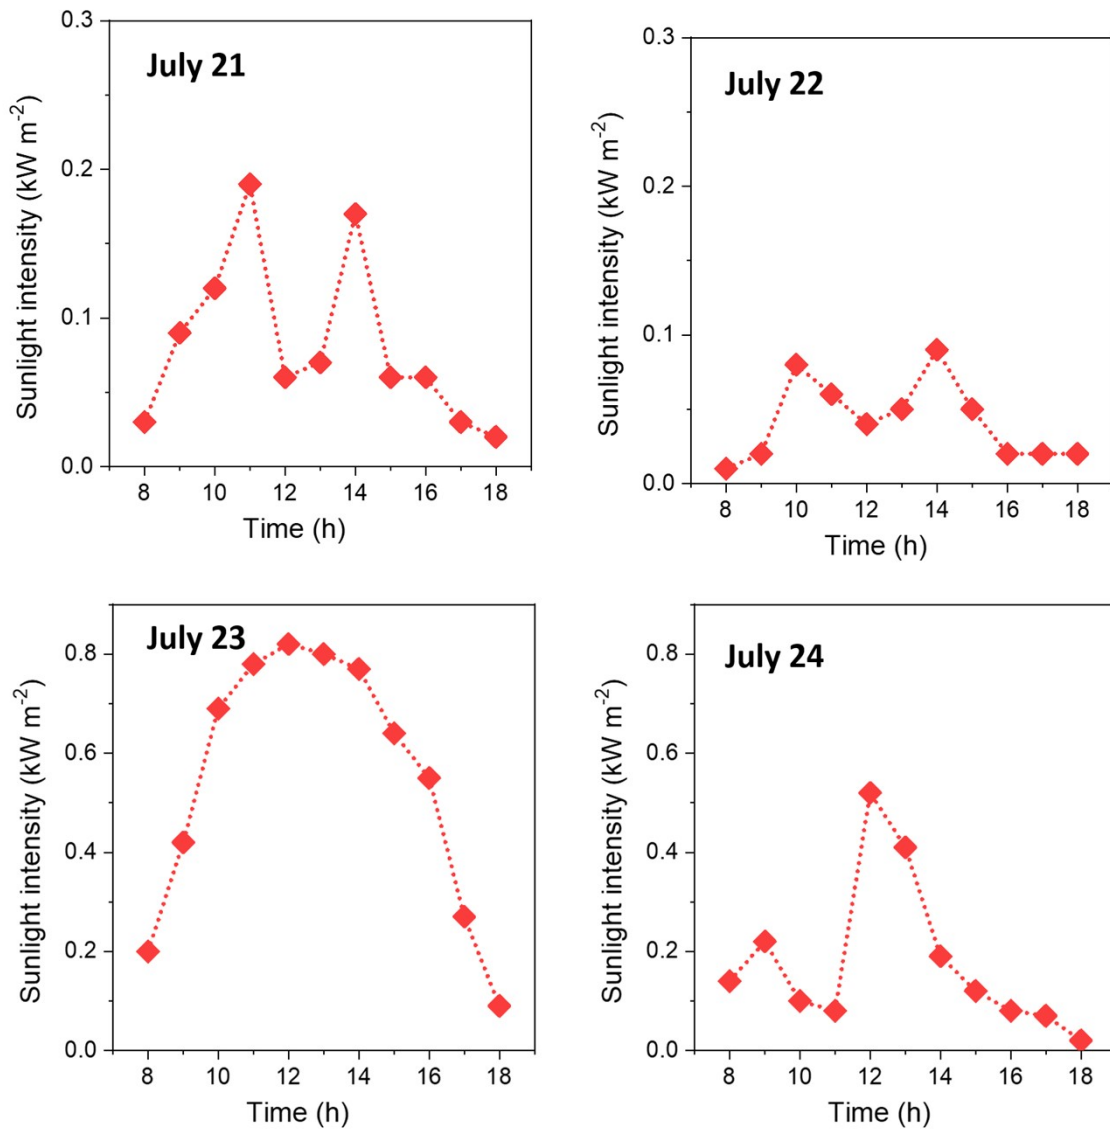 July 21
Sunlight intensity (kW m⁻²)
0.3
0.2
0.1
0.0
8 10 12 14 16 18
Time (h)
July 22
Sunlight intensity (kW m⁻²)
0.3
0.2
0.1
0.0
8 10 12 14 16 18
Time (h)
July 23
Sunlight intensity (kW m⁻²)
0.8
0.6
0.4
0.2
0.0
8 10 12 14 16 18
Time (h)
July 24
Sunlight intensity (kW m⁻²)
0.8
0.6
0.4
0.2
0.0
8 10 12 14 16 18
Time (h)